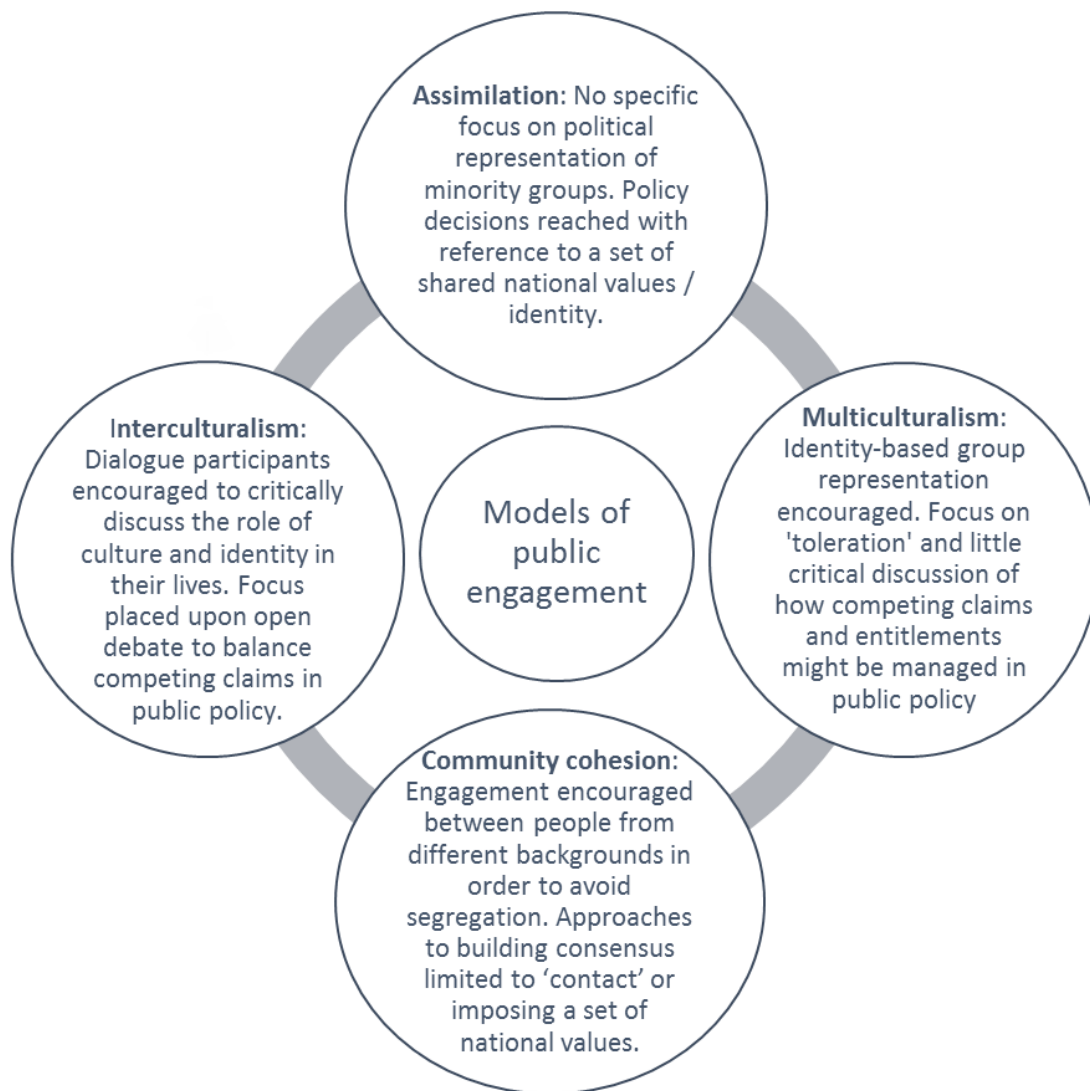 Assimilation: No specific
focus on political
representation of
minority groups. Policy
decisions reached with
reference to a set of
shared national values /
identity.
Multiculturalism:
Identity-based group
representation
encouraged. Focus on
'toleration' and little
critical discussion of
how competing claims
and entitlements
might be managed in
public policy
Community cohesion:
Engagement encouraged
between people from
different backgrounds in
order to avoid
segregation. Approaches
to building consensus
limited to ‘contact’ or
imposing a set of
national values.
Interculturalism:
Dialogue participants
encouraged to critically
discuss the role of
culture and identity in
their lives. Focus
placed upon open
debate to balance
competing claims in
public policy.
Models of
public
engagement